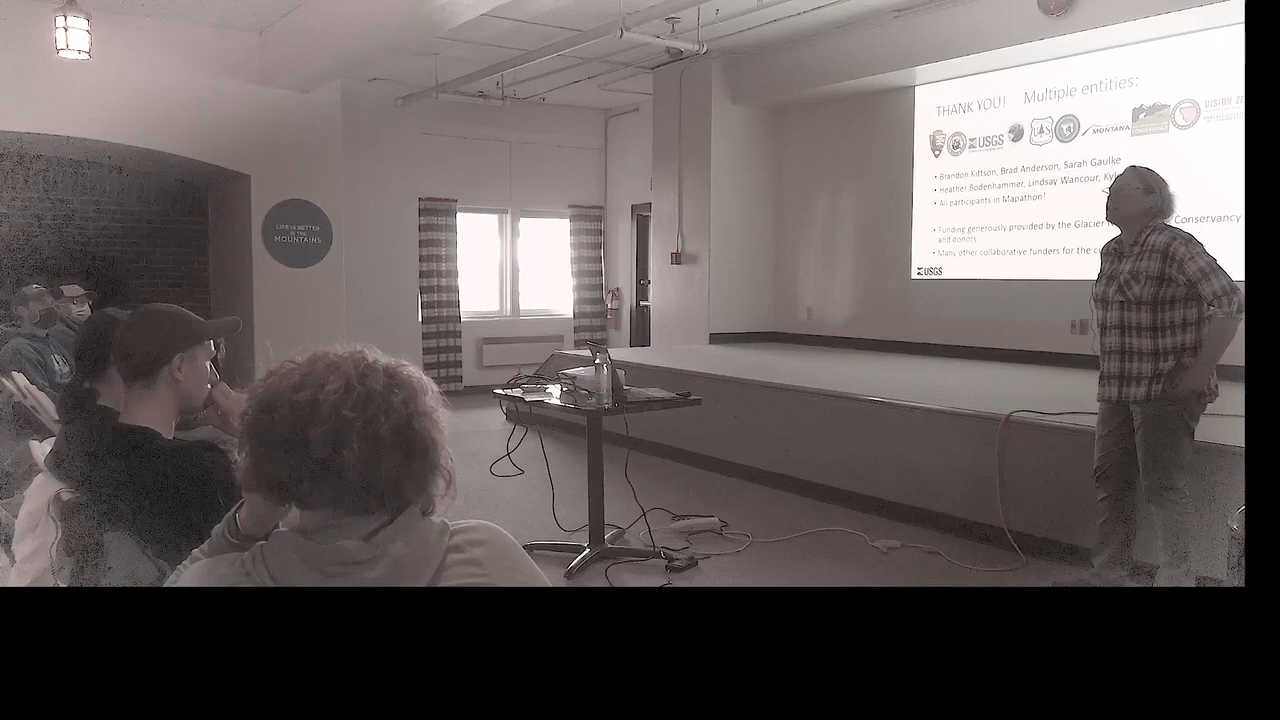 LIFE IS BETTER
IN THE
MOUNTAINS
THANK YOU! Multiple entities:
USGS
UAS
MONTANA
CONSERVANCY
• Brandon Kittson, Brad Anderson, Sarah Gaulke
• Heather Bodenhammer, Lindsay Wancour,
• All participants in Mapathon!
• Funding generously provided by the Glacier Conservancy
and donors
• Many other collaborative funders for the
USGS